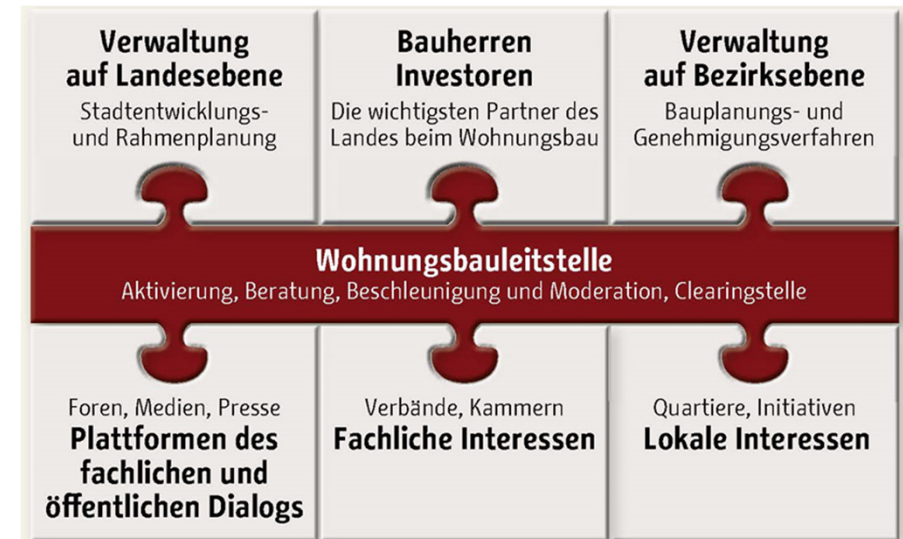 Verwaltung
auf Landesebene
Stadtentwicklungs-
und Rahmenplanung
Bauherren
Investoren
Die wichtigsten Partner des
Landes beim Wohnungsbau
Verwaltung
auf Bezirksebene
Bauplanungs- und
Genehmigungsverfahren
Wohnungsbauleitstelle
Aktivierung, Beratung, Beschleunigung und Moderation, Clearingstelle
Foren, Medien, Presse
Plattformen des
fachlichen und
öffentlichen Dialogs
Verbände, Kammern
Fachliche Interessen
Quartiere, Initiativen
Lokale Interessen